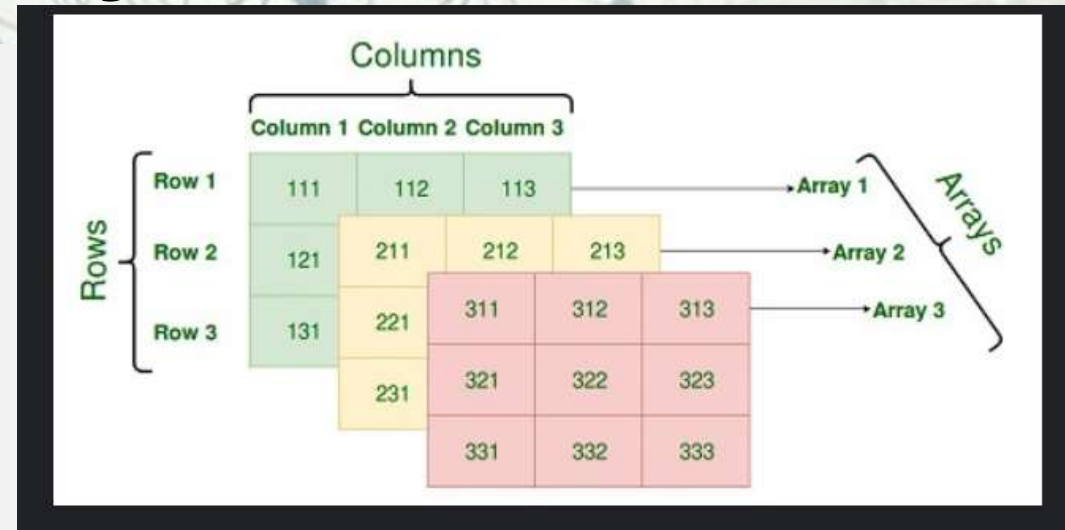 Columns
Column 1 Column 2 Column 3
Rows
Row 1 111 112 113 Array 1
Arrays
Row 2 121 211 212 213 Array 2
Row 3 131 221 311 312 313 Array 3
231 321 322 323
331 332 333